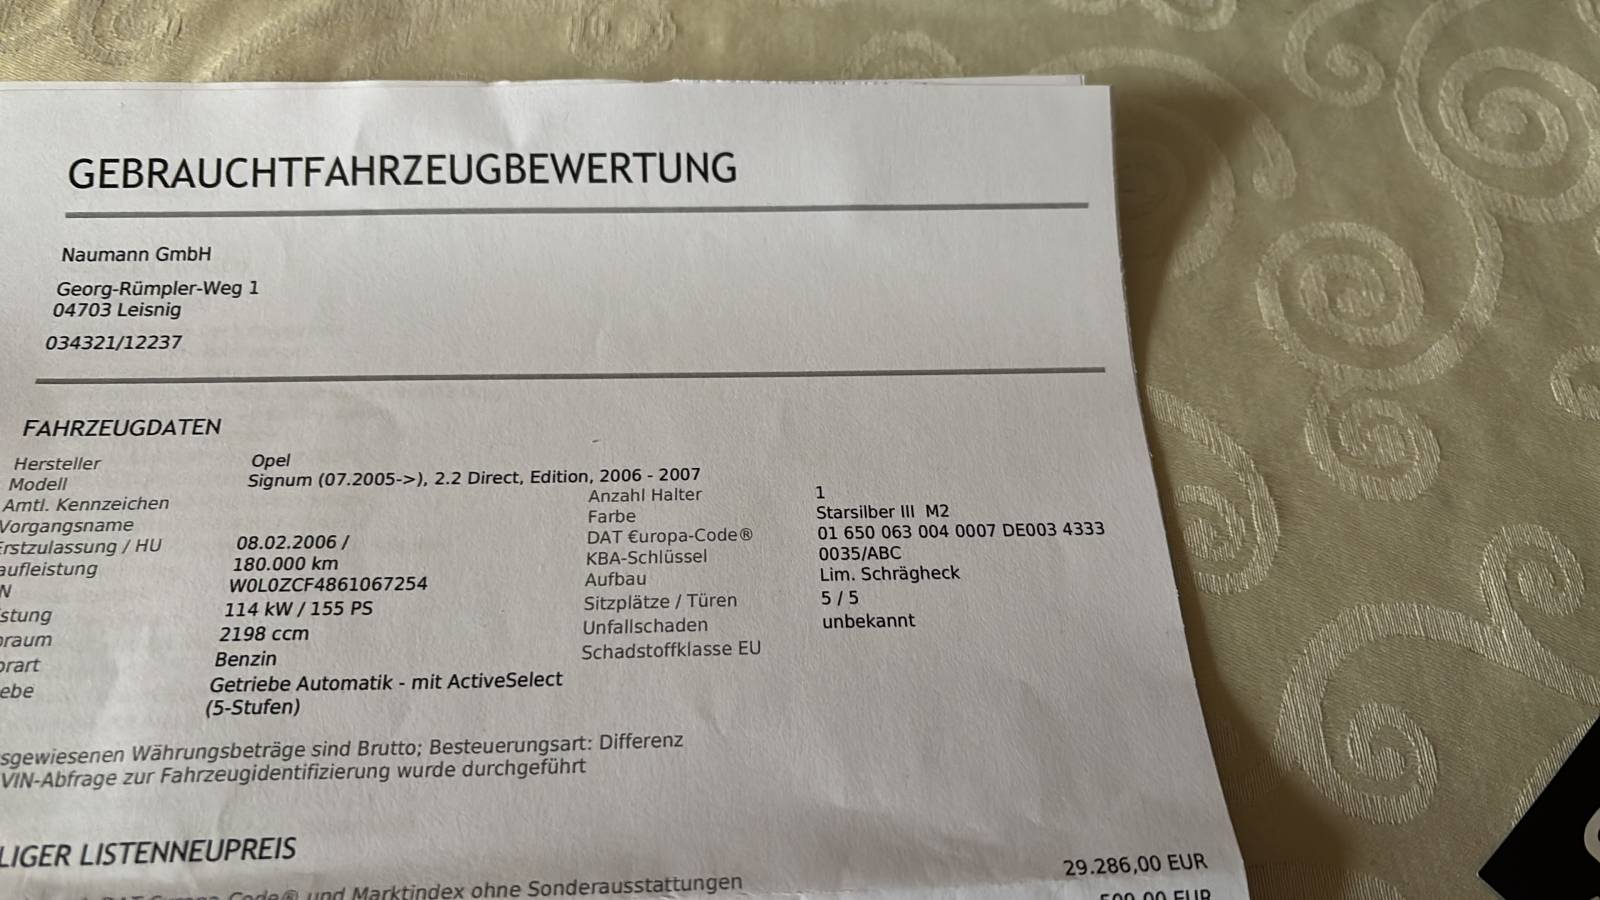 GEBRAUCHTFAHRZEUGBEWERTUNG
Naumann GmbH
Georg-Rümpler-Weg 1
04703 Leisnig
034321/12237
FAHRZEUGDATEN
Hersteller Opel
Modell Signum (07.2005->), 2.2 Direct, Edition, 2006 - 2007
Amtl. Kennzeichen Anzahl Halter 1
Vorgangsname Farbe Starsilber III M2
Erstzulassung / HU 08.02.2006 / DAT €uropa-Code® 01 650 063 004 0007 DE003 4333
aufleistung 180.000 km KBA-Schlüssel 0035/ABC
N W0L0ZCF4861067254 Aufbau Lim. Schrägheck
stung 114 kW / 155 PS Sitzplätze / Türen 5 / 5
oraum 2198 ccm Unfallschaden unbekannt
orart Benzin Schadstoffklasse EU
ebe Getriebe Automatik - mit ActiveSelect
(5-Stufen)
sgewiesenen Währungsbeträge sind Brutto; Besteuerungsart: Differenz
VIN-Abfrage zur Fahrzeugidentifizierung wurde durchgeführt
LIGER LISTENNEUPREIS
29.286,00 EUR
Code® und Marktindex ohne Sonderausstattungen